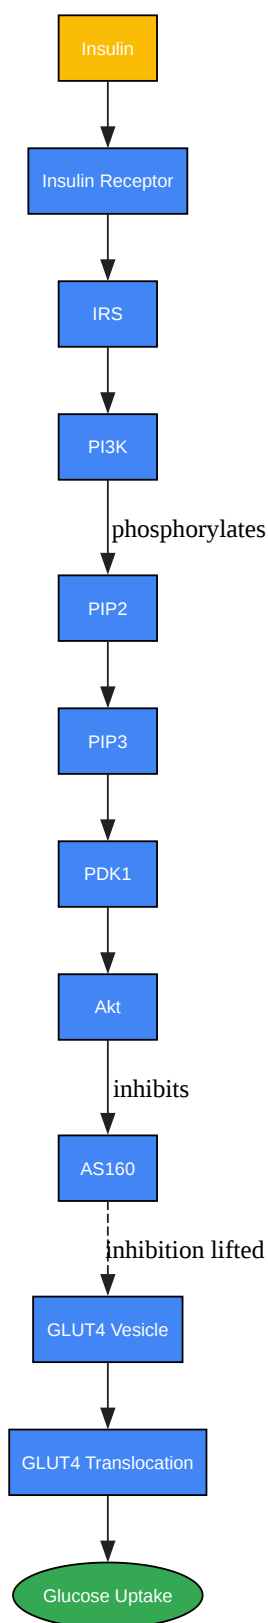 Insulin
Insulin Receptor
IRS
PI3K
phosphorylates
PIP2
PIP3
PDK1
Akt
inhibits
AS160
inhibition lifted
GLUT4 Vesicle
GLUT4 Translocation
Glucose Uptake